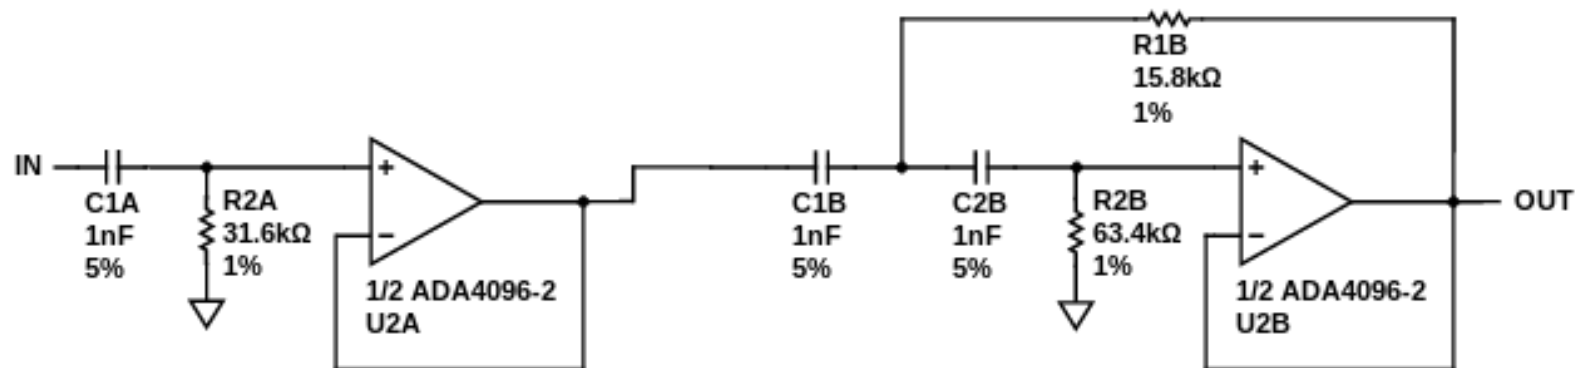 R1B
15.8kΩ
1%
IN
+
−
C1A
1nF
5%
R2A
31.6kΩ
1%
1/2 ADA4096-2
U2A
C1B
1nF
5%
C2B
1nF
5%
+
−
R2B
63.4kΩ
1%
1/2 ADA4096-2
U2B
OUT